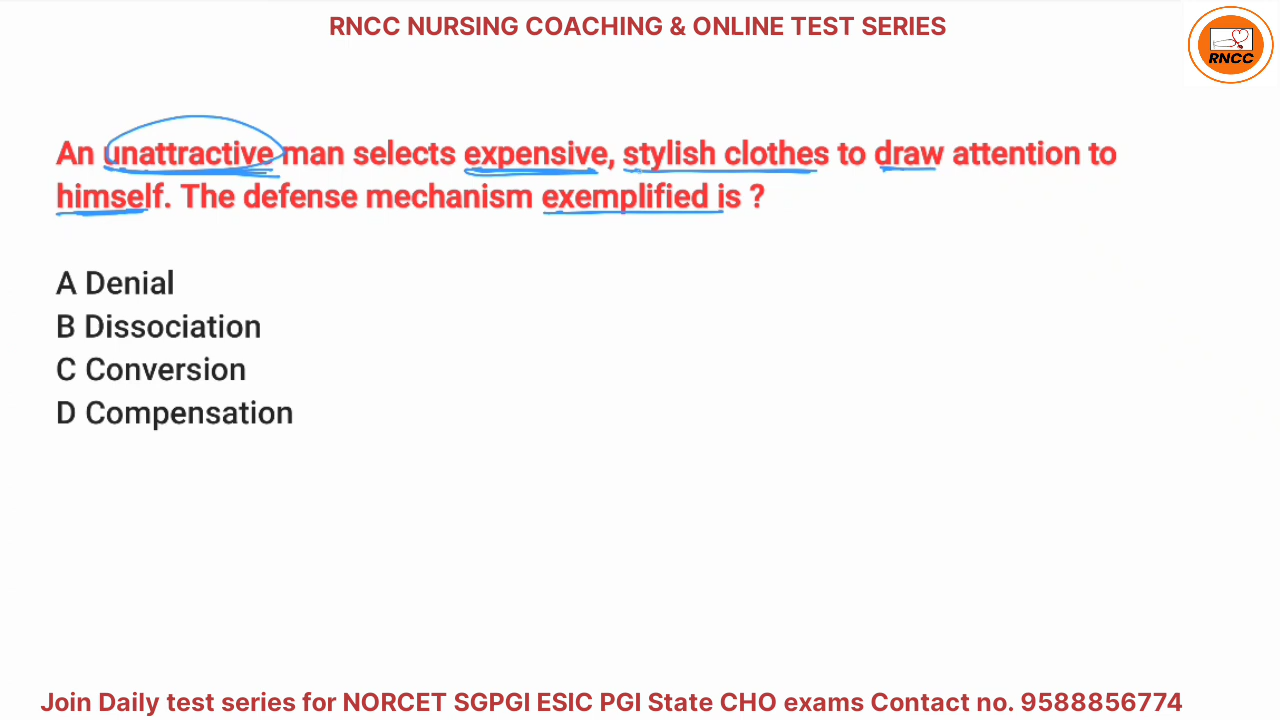 RNCC NURSING COACHING & ONLINE TEST SERIES
RNCC
An unattractive man selects expensive, stylish clothes to draw attention to
himself. The defense mechanism exemplified is ?
A Denial
B Dissociation
C Conversion
D Compensation
Join Daily test series for NORCET SGPGI ESIC PGI State CHO exams Contact no. 9588856774